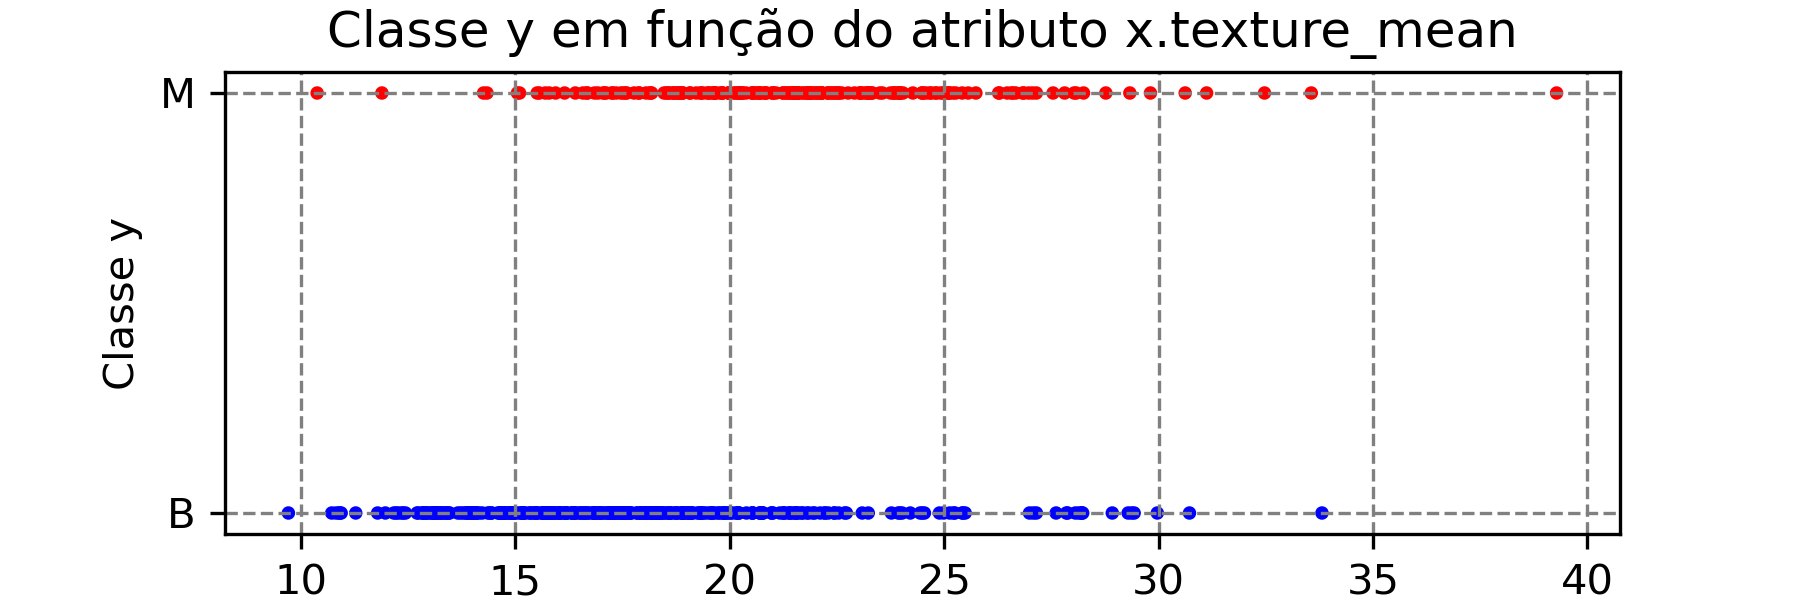 Classe y em função do atributo x.texture_mean
M
Classe y
B
10 15 20 25 30 35 40